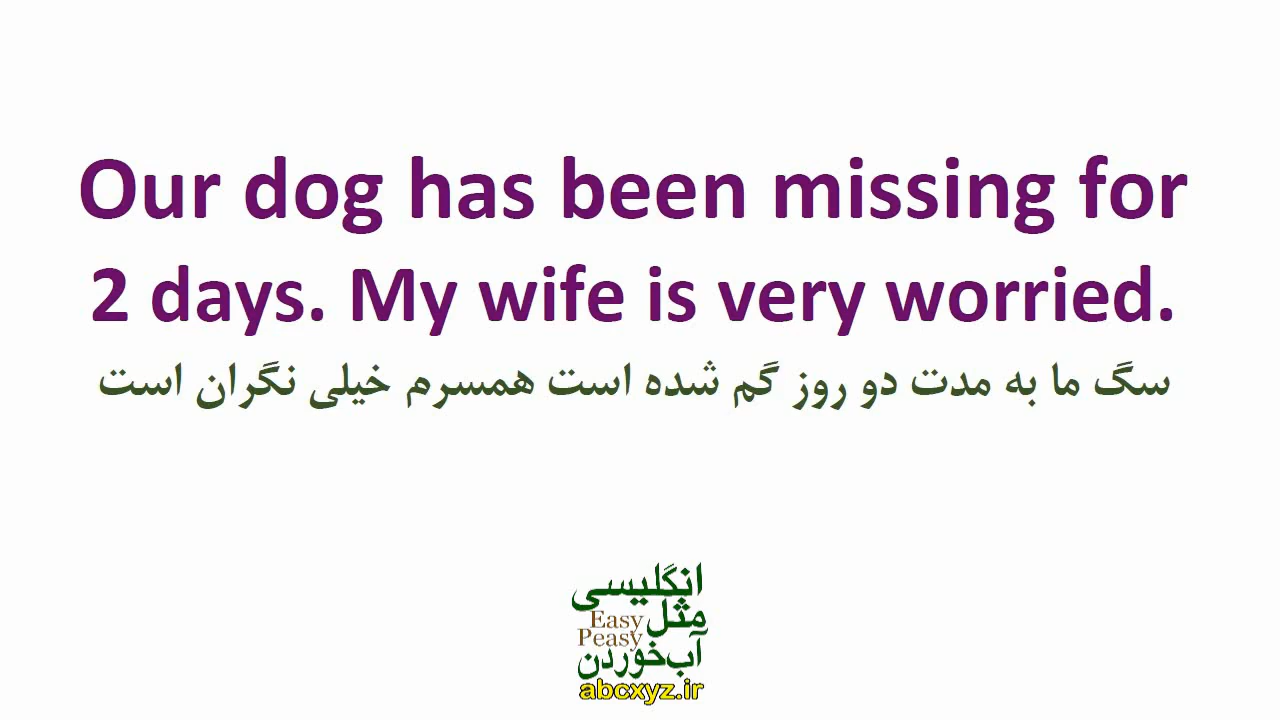 Our dog has been missing for
2 days. My wife is very worried.
سگ ما به مدت دو روز گم شده است همسرم خیلی نگران است
انگلیسی
مثل
Easy
Peasy
آب‌خوردن
abcxyz.ir